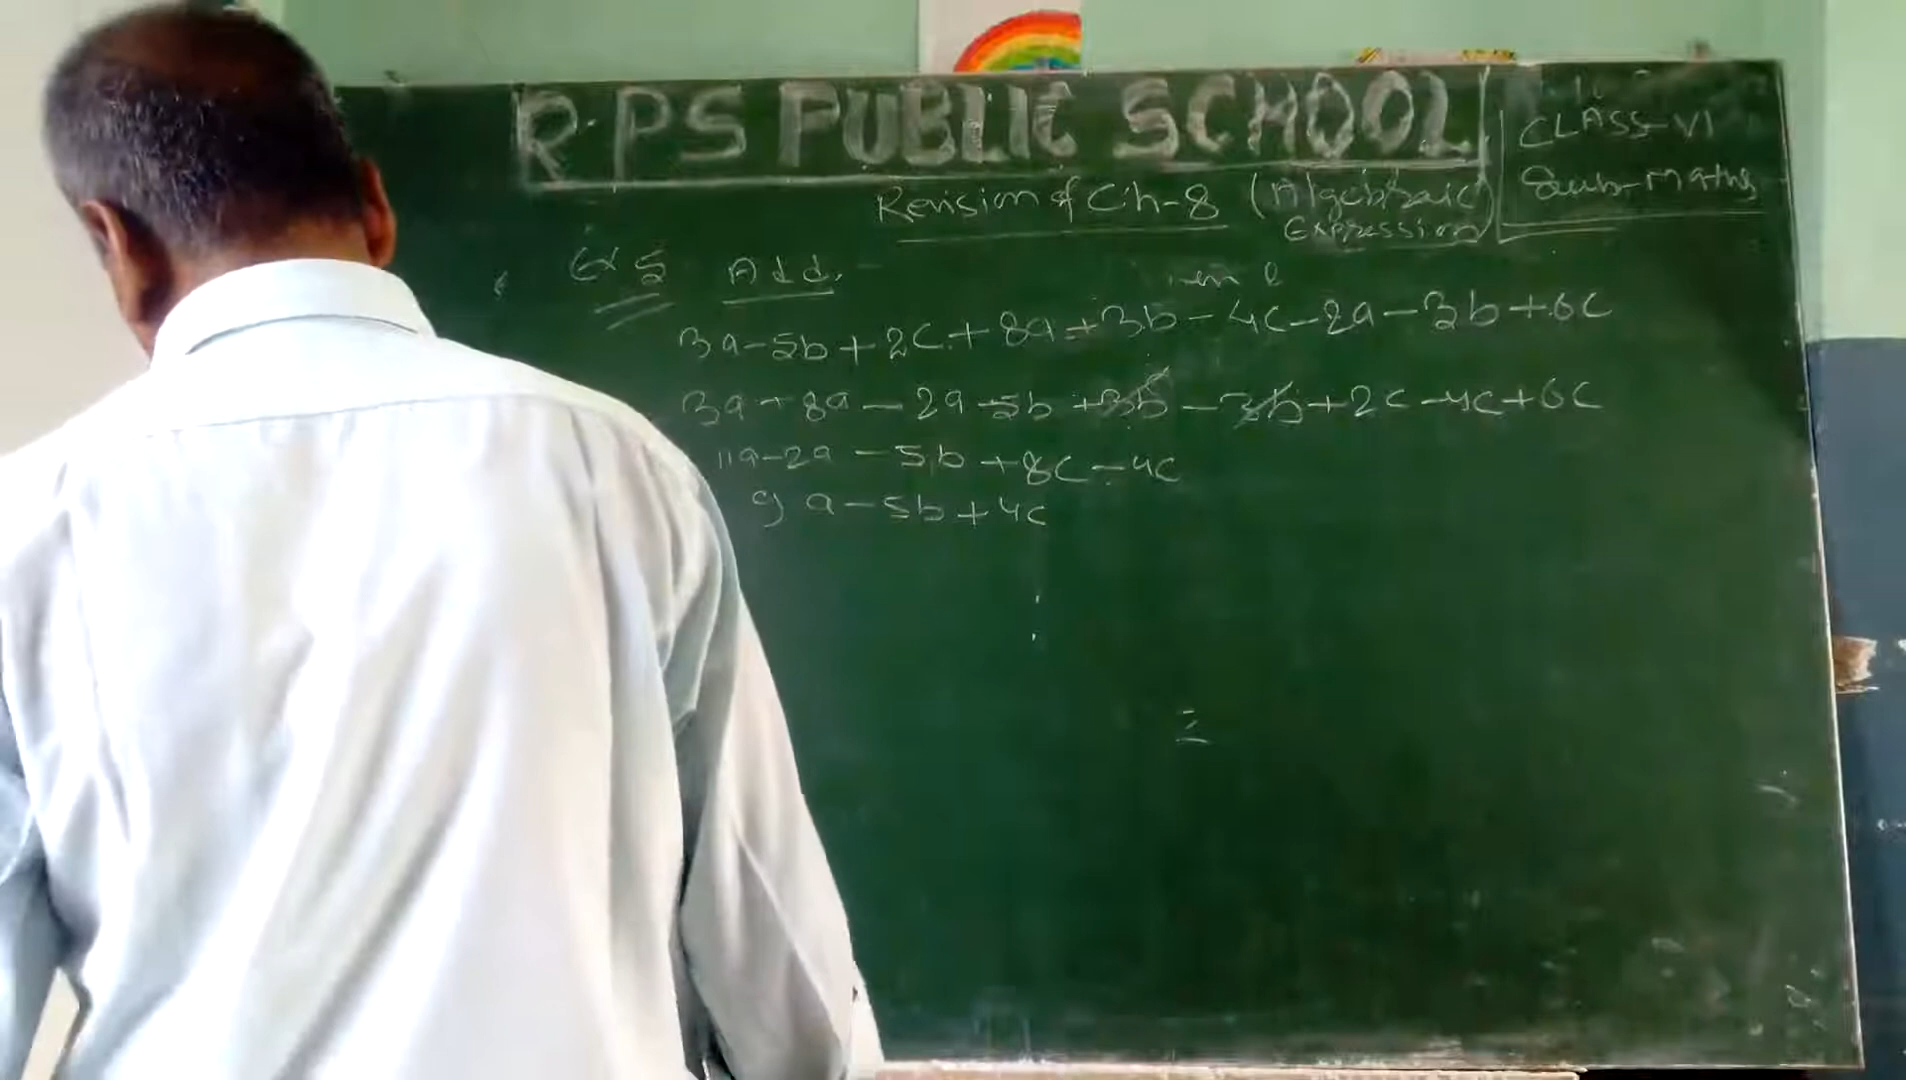 R.P.S PUBLIC SCHOOL
CLASS-VI
Sub-Maths
Revision of Ch-8 (Algebraic Expression)
Ex 5 Add.
3a-5b+2c+8a+3b-4c-2a-3b+6c
3a+8a-2a-5b+3b-3b+2c-4c+6c
11a-2a-5b+8c-4c
9a-5b+4c